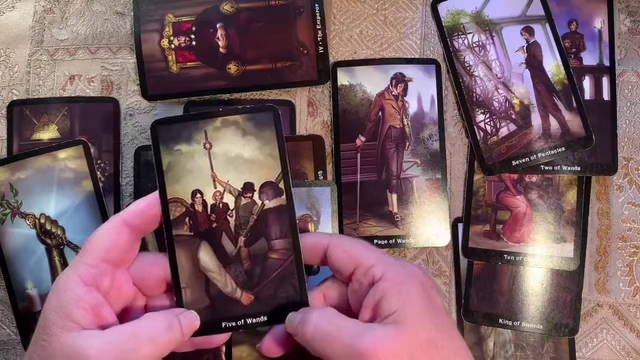 IV • The Emperor
Seven of Pentacles
Two of Wands
Page of Wands
Five of Wands
King of Swords